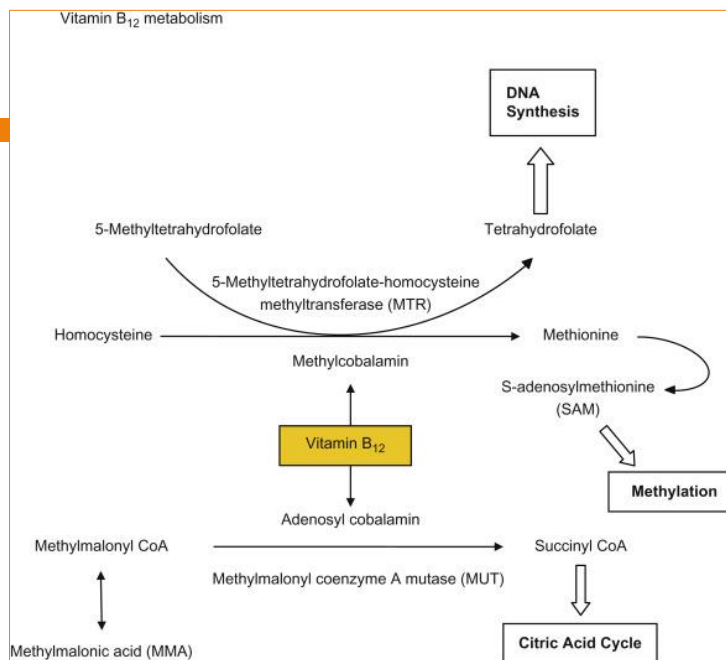 Vitamin B12 metabolism
DNA
Synthesis
5-Methyltetrahydrofolate
Tetrahydrofolate
5-Methyltetrahydrofolate-homocysteine
methyltransferase (MTR)
Homocysteine
Methionine
Methylcobalamin
S-adenosylmethionine
(SAM)
Vitamin B12
Methylation
Adenosyl cobalamin
Methylmalonyl CoA
Succinyl CoA
Methylmalonyl coenzyme A mutase (MUT)
Citric Acid Cycle
Methylmalonic acid (MMA)